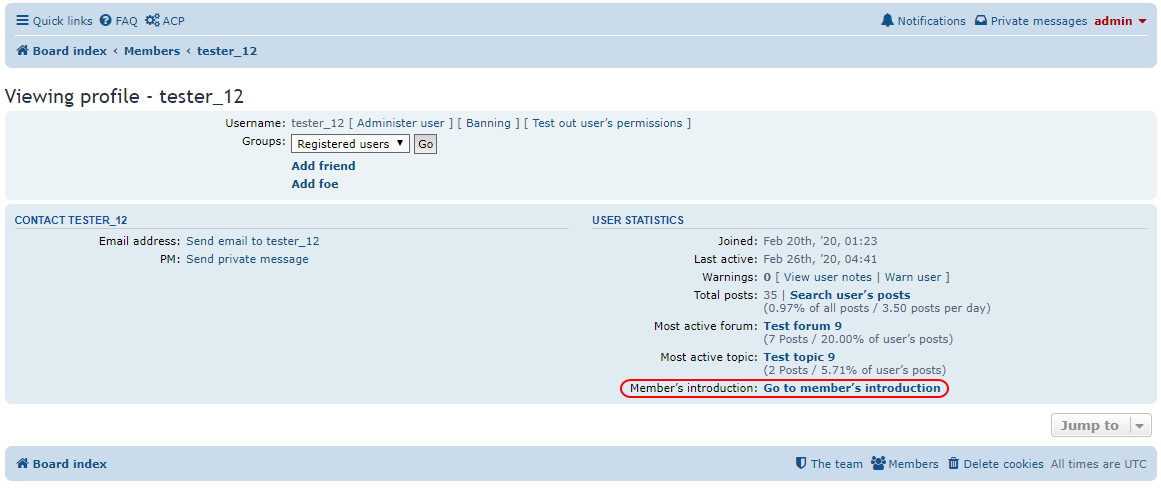 Quick links FAQ ACP Notifications Private messages admin
Board index ‹ Members ‹ tester_12
Viewing profile - tester_12
Username: tester_12 [ Administer user ] [ Banning ] [ Test out user’s permissions ]
Groups: Registered users Go
Add friend
Add foe
CONTACT TESTER_12
Email address: Send email to tester_12
PM: Send private message
USER STATISTICS
Joined: Feb 20th, ’20, 01:23
Last active: Feb 26th, ’20, 04:41
Warnings: 0 [ View user notes | Warn user ]
Total posts: 35 | Search user’s posts
(0.97% of all posts / 3.50 posts per day)
Most active forum: Test forum 9
(7 Posts / 20.00% of user’s posts)
Most active topic: Test topic 9
(2 Posts / 5.71% of user’s posts)
Member’s introduction: Go to member’s introduction
Jump to
Board index The team Members Delete cookies All times are UTC